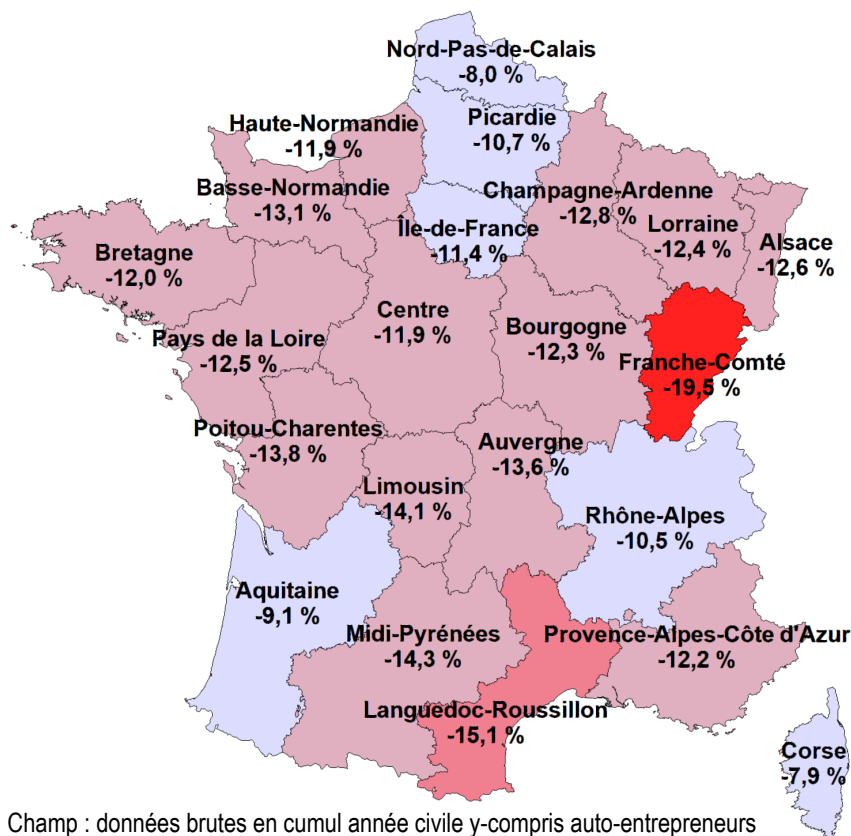 Nord-Pas-de-Calais
-8,0 %
Picardie
-10,7 %
Haute-Normandie
-11,9 %
Basse-Normandie
-13,1 %
Champagne-Ardenne
-12,8 %
Lorraine
-12,4 %
Alsace
-12,6 %
Île-de-France
-11,4 %
Bretagne
-12,0 %
Pays de la Loire
-12,5 %
Centre
-11,9 %
Bourgogne
-12,3 %
Franche-Comté
-19,5 %
Poitou-Charentes
-13,8 %
Limousin
-14,1 %
Auvergne
-13,6 %
Rhône-Alpes
-10,5 %
Aquitaine
-9,1 %
Midi-Pyrénées
-14,3 %
Provence-Alpes-Côte d'Azur
-12,2 %
Languedoc-Roussillon
-15,1 %
Corse
-7,9 %
Champ : données brutes en cumul année civile y-compris auto-entrepreneurs